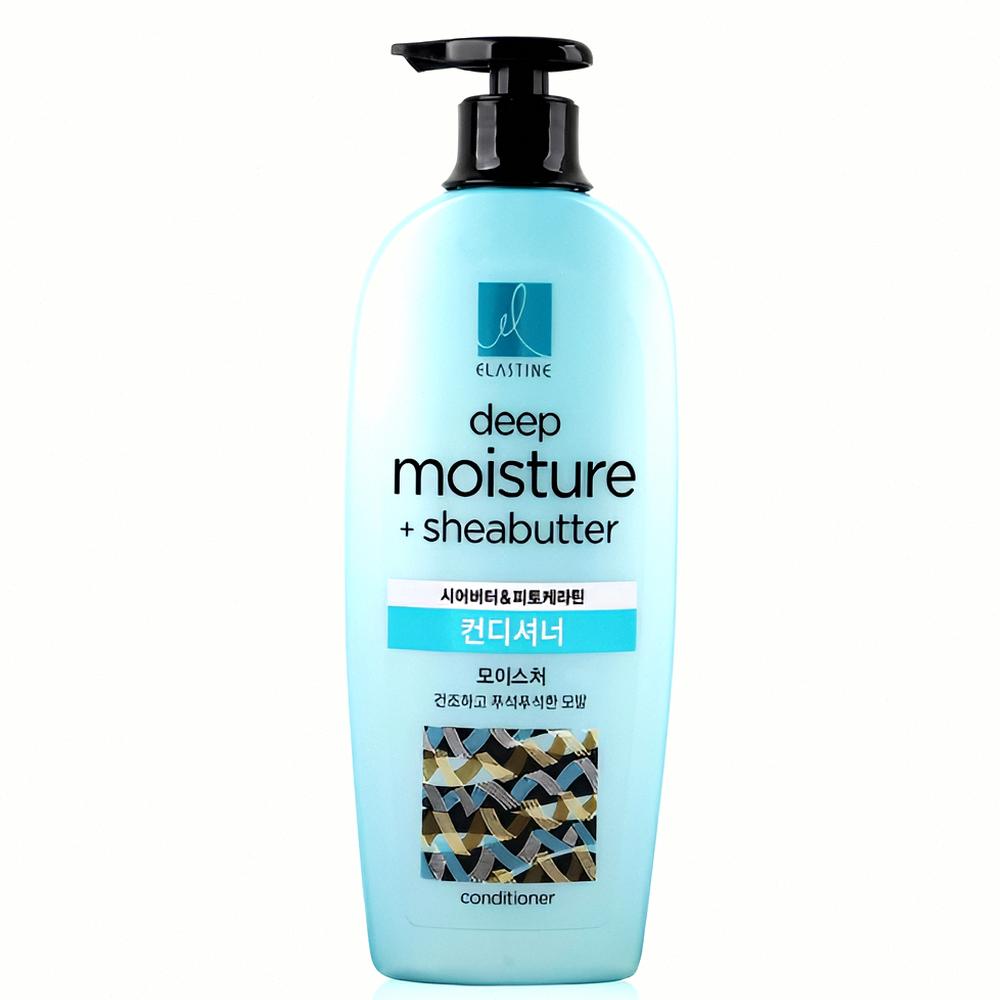 el
ELASTINE
deep
moisture
+ sheabutter
시어버터&피토케라틴
컨디셔너
모이스처
건조하고 푸석푸석한 모발
conditioner